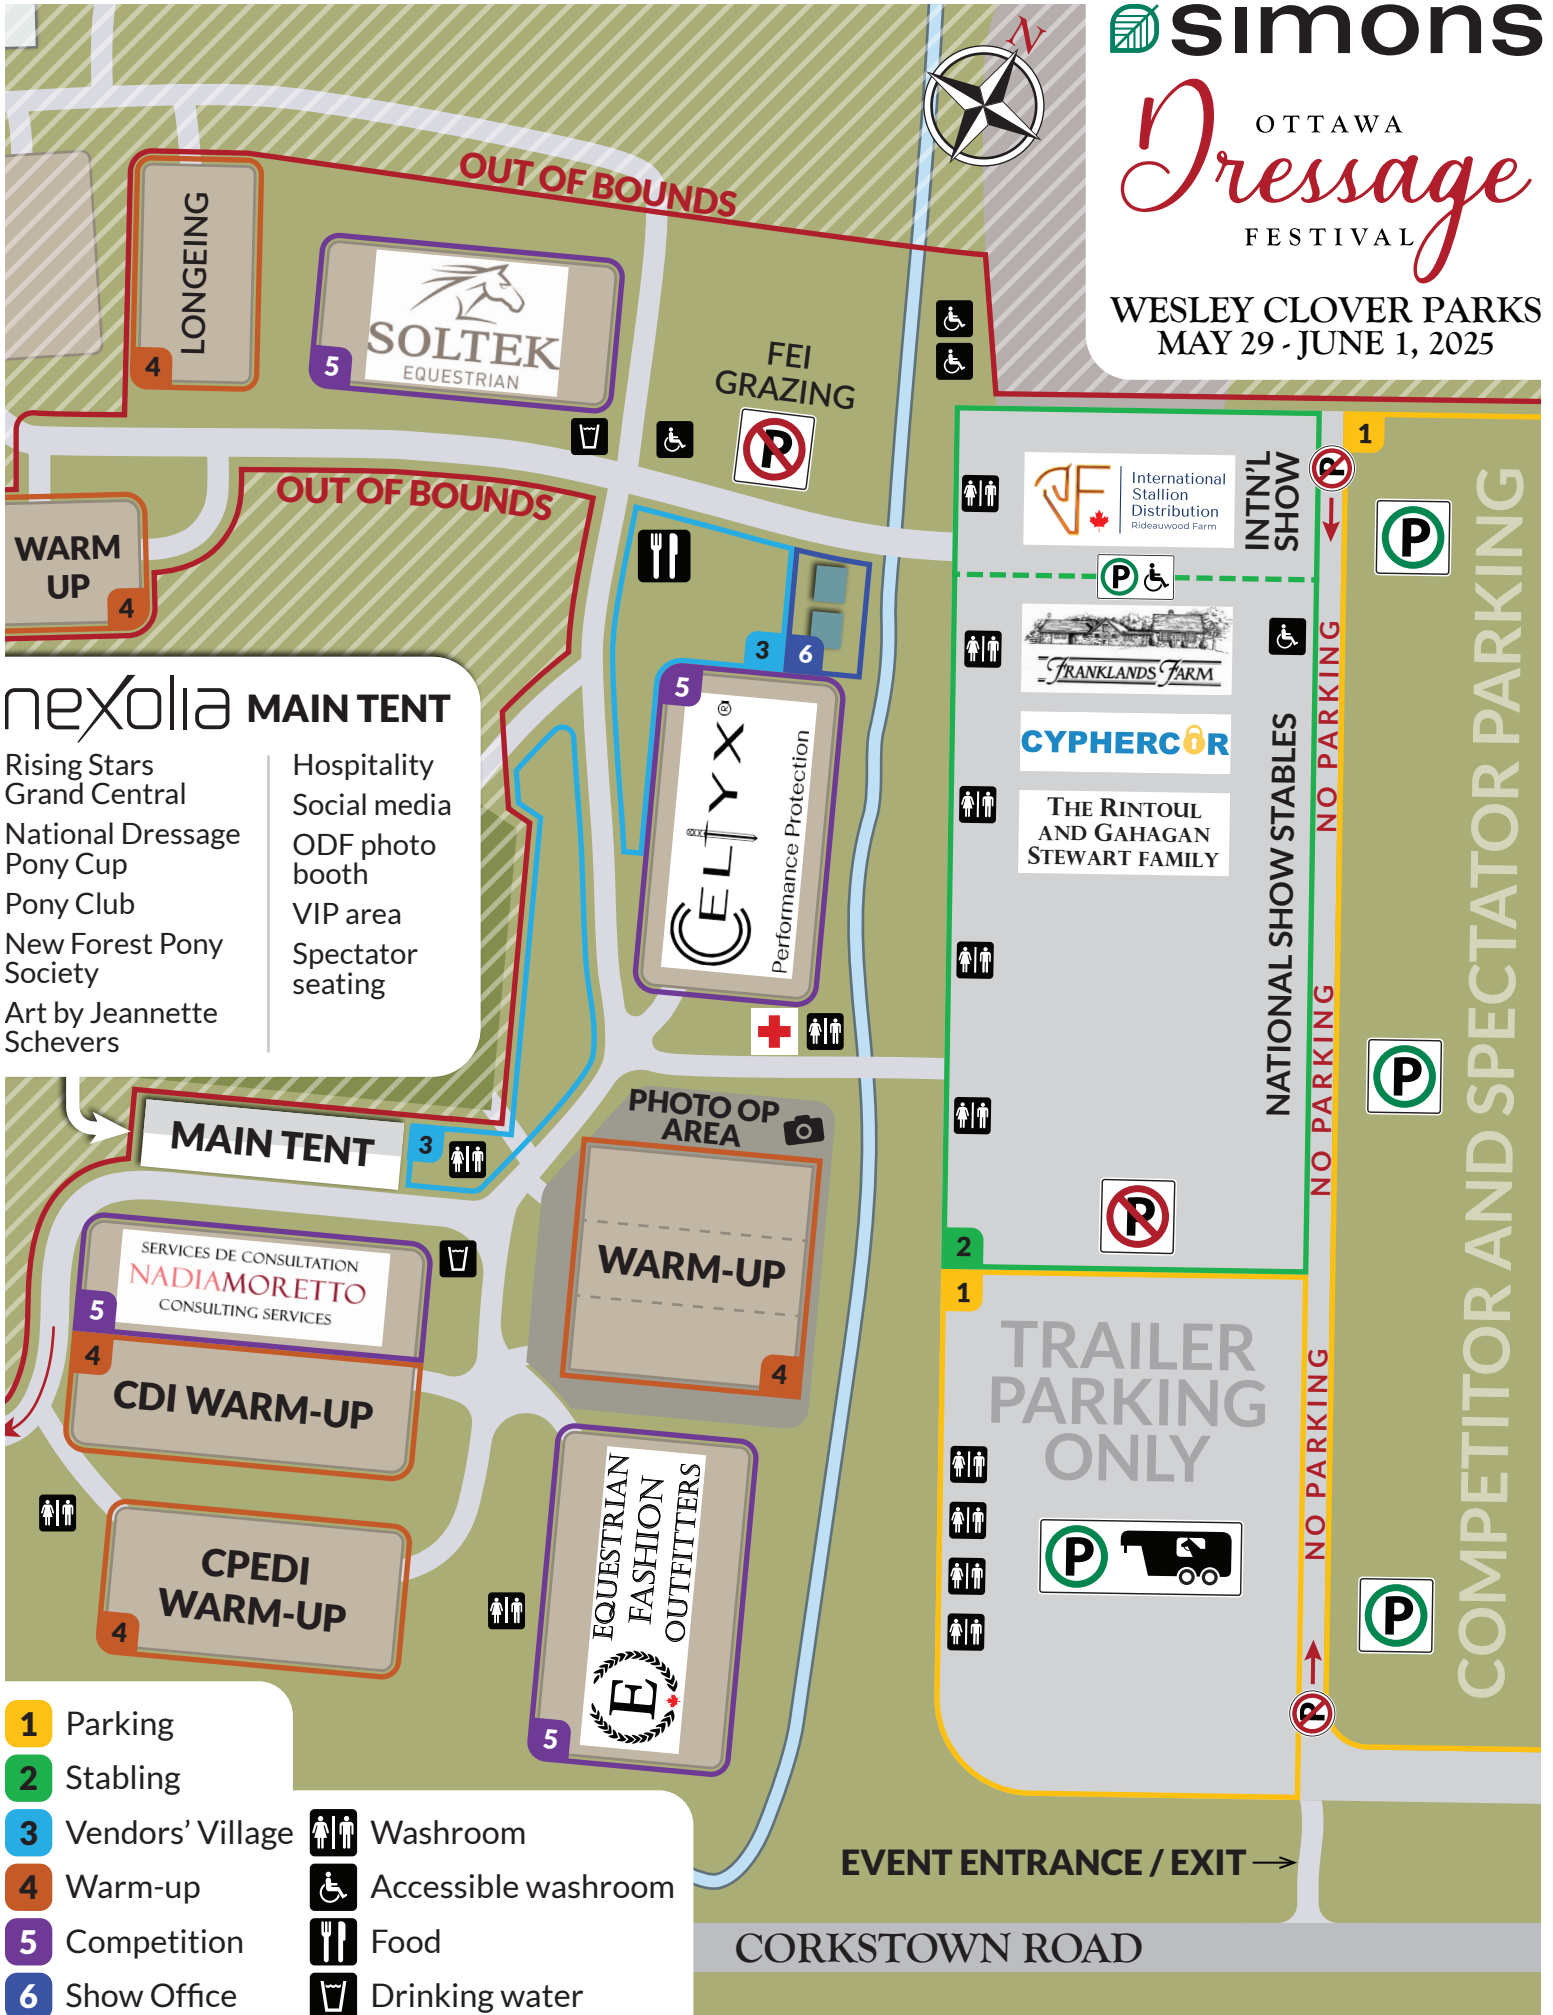 N
simons
OTTAWA
Dressage
FESTIVAL
WESLEY CLOVER PARKS
MAY 29 - JUNE 1, 2025
OUT OF BOUNDS
LONGEING
4
SOLTEK
EQUESTRIAN
5
FEI
GRAZING
P
OUT OF BOUNDS
WARM
UP
4
INTN'L
SHOW
VF
International
Stallion
Distribution
Rideauwood Farm
P
P
1
P
3
6
5
CELTYX®
Performance Protection
FRANKLANDS FARM
CYPHERCOR
THE RINTOUL
AND GAHAGAN
STEWART FAMILY
NATIONAL SHOW STABLES
NO PARKING
NO PARKING
NO PARKING
COMPETITOR AND SPECTATOR PARKING
P
P
nexolia MAIN TENT
Rising Stars
Grand Central
National Dressage
Pony Cup
Pony Club
New Forest Pony
Society
Art by Jeannette
Schevers
Hospitality
Social media
ODF photo
booth
VIP area
Spectator
seating
MAIN TENT
3
PHOTO OP
AREA
WARM-UP
4
P
2
1
TRAILER
PARKING
ONLY
P
P
SERVICES DE CONSULTATION
NADIAMORETTO
CONSULTING SERVICES
5
4
CDI WARM-UP
CPEDI
WARM-UP
4
EQUESTRIAN
FASHION
OUTFITTERS
E
5
1 Parking
2 Stabling
3 Vendors' Village
4 Warm-up
5 Competition
6 Show Office
Washroom
Accessible washroom
Food
Drinking water
EVENT ENTRANCE / EXIT
CORKSTOWN ROAD